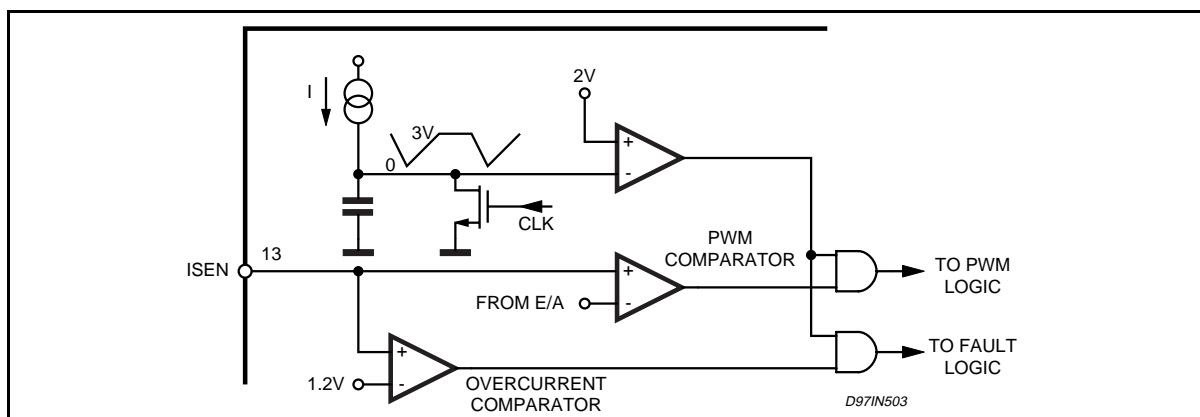 2V
I
3V
+
0
-
CLK
PWM
COMPARATOR
ISEN
13
+
TO PWM
LOGIC
FROM E/A
-
+
TO FAULT
LOGIC
1.2V
-
OVERCURRENT
COMPARATOR
D97IN503